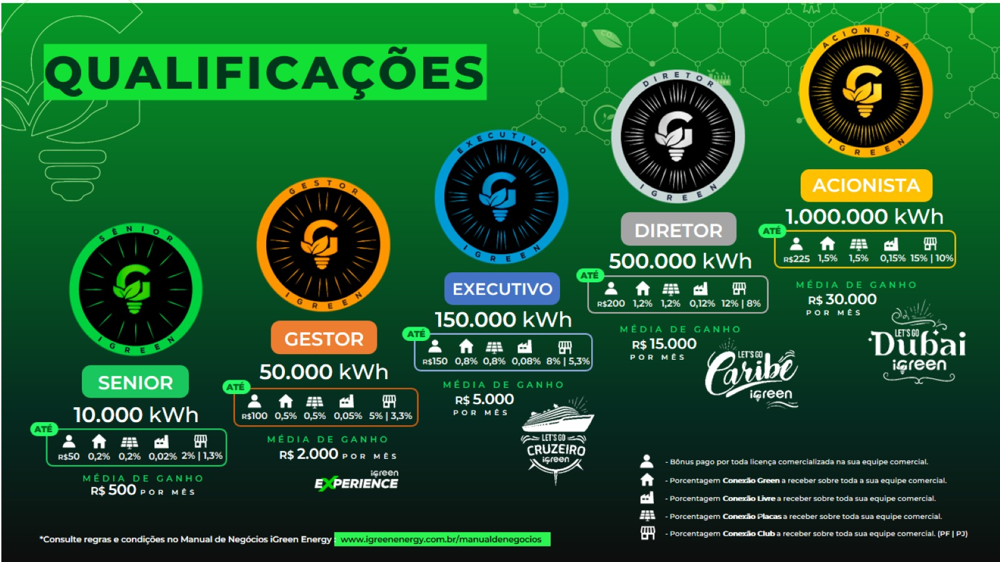 QUALIFICAÇÕES
SÊNIOR
IGREEN
SENIOR
10.000 kWh
ATÉ
R$50 0,2% 0,2% 0,02% 2% | 1,3%
MÉDIA DE GANHO
R$ 500 POR MÊS
GESTOR
IGREEN
GESTOR
50.000 kWh
ATÉ
R$100 0,5% 0,5% 0,05% 5% | 3,3%
MÉDIA DE GANHO
R$ 2.000 POR MÊS
iGreen
EXPERIENCE
EXECUTIVO
IGREEN
EXECUTIVO
150.000 kWh
ATÉ
R$150 0,8% 0,8% 0,08% 8% | 5,3%
MÉDIA DE GANHO
R$ 5.000
POR MÊS
LET'S GO
CRUZEIRO
iGreen
DIRETOR
IGREEN
DIRETOR
500.000 kWh
ATÉ
R$200 1,2% 1,2% 0,12% 12% | 8%
MÉDIA DE GANHO
R$ 15.000
POR MÊS
LET'S GO
Caribe
iGreen
CO₂
ACIONISTA
IGREEN
ACIONISTA
1.000.000 kWh
ATÉ
R$225 1,5% 1,5% 0,15% 15% | 10%
MÉDIA DE GANHO
R$ 30.000
POR MÊS
LET'S GO
Dubai
iGreen
- Bônus pago por toda licença comercializada na sua equipe comercial.
- Porcentagem Conexão Green a receber sobre toda a sua equipe comercial.
- Porcentagem Conexão Livre a receber sobre toda sua equipe comercial.
- Porcentagem Conexão Placas a receber sobre toda sua equipe comercial.
- Porcentagem Conexão Club a receber sobre toda sua equipe comercial. (PF | PJ)
*Consulte regras e condições no Manual de Negócios iGreen Energy : www.igreenenergy.com.br/manualdenegocios